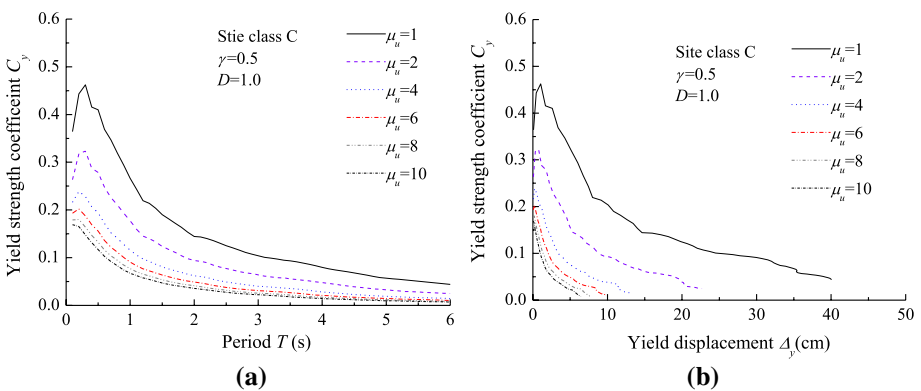 0.6
0.5
0.4
0.3
0.2
0.1
0.0
0 1 2 3 4 5 6
Yield strength coefficeint C_y
Period T (s)
Stie class C
γ=0.5
D=1.0
μ_u=1
μ_u=2
μ_u=4
μ_u=6
μ_u=8
μ_u=10
(a)
0.6
0.5
0.4
0.3
0.2
0.1
0.0
0 10 20 30 40 50
Yield strength coefficient C_y
Yield displacement Δ_y(cm)
Site class C
γ=0.5
D=1.0
μ_u=1
μ_u=2
μ_u=4
μ_u=6
μ_u=8
μ_u=10
(b)